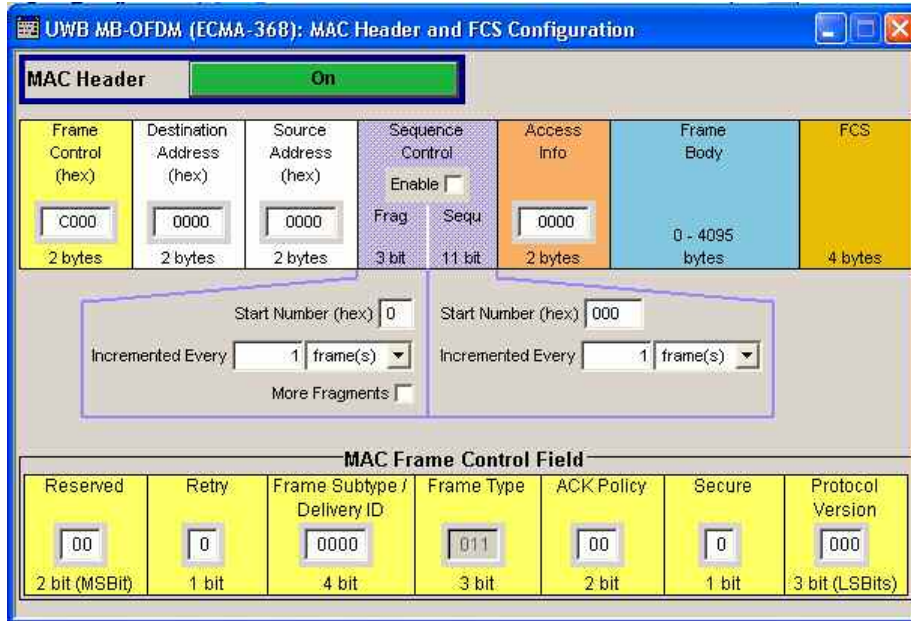 UWB MB-OFDM (ECMA-368): MAC Header and FCS Configuration
MAC Header On
Frame Control (hex)
C000
2 bytes
Destination Address (hex)
0000
2 bytes
Source Address (hex)
0000
2 bytes
Sequence Control
Enable
Frag Sequ
3 bit 11 bit
Access Info
0000
2 bytes
Frame Body
0 - 4095 bytes
FCS
4 bytes
Start Number (hex) 0
Incremented Every 1 frame(s)
More Fragments
Start Number (hex) 000
Incremented Every 1 frame(s)
MAC Frame Control Field
Reserved
00
2 bit (MSBit)
Retry
0
1 bit
Frame Subtype / Delivery ID
0000
4 bit
Frame Type
011
3 bit
ACK Policy
00
2 bit
Secure
0
1 bit
Protocol Version
000
3 bit (LSBits)